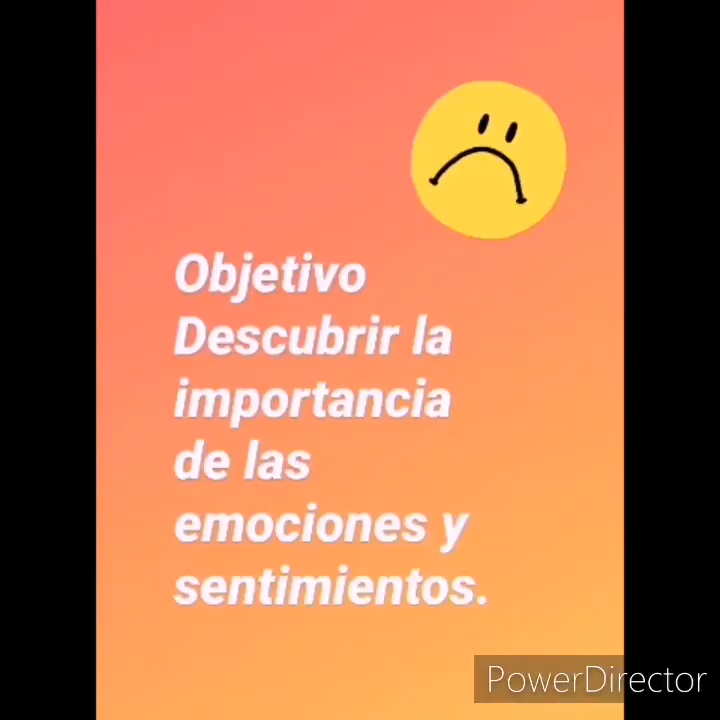 Objetivo
Descubrir la
importancia
de las
emociones y
sentimientos.
PowerDirector